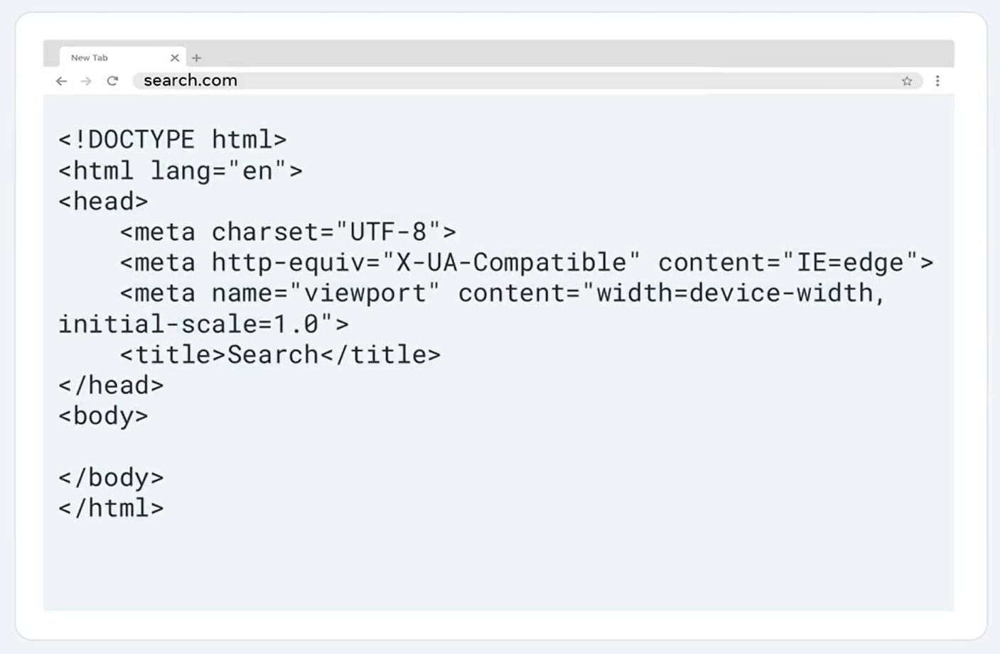 New Tab
search.com
<!DOCTYPE html>
<html lang="en">
<head>
    <meta charset="UTF-8">
    <meta http-equiv="X-UA-Compatible" content="IE=edge">
    <meta name="viewport" content="width=device-width,
initial-scale=1.0">
    <title>Search</title>
</head>
<body>
</body>
</html>